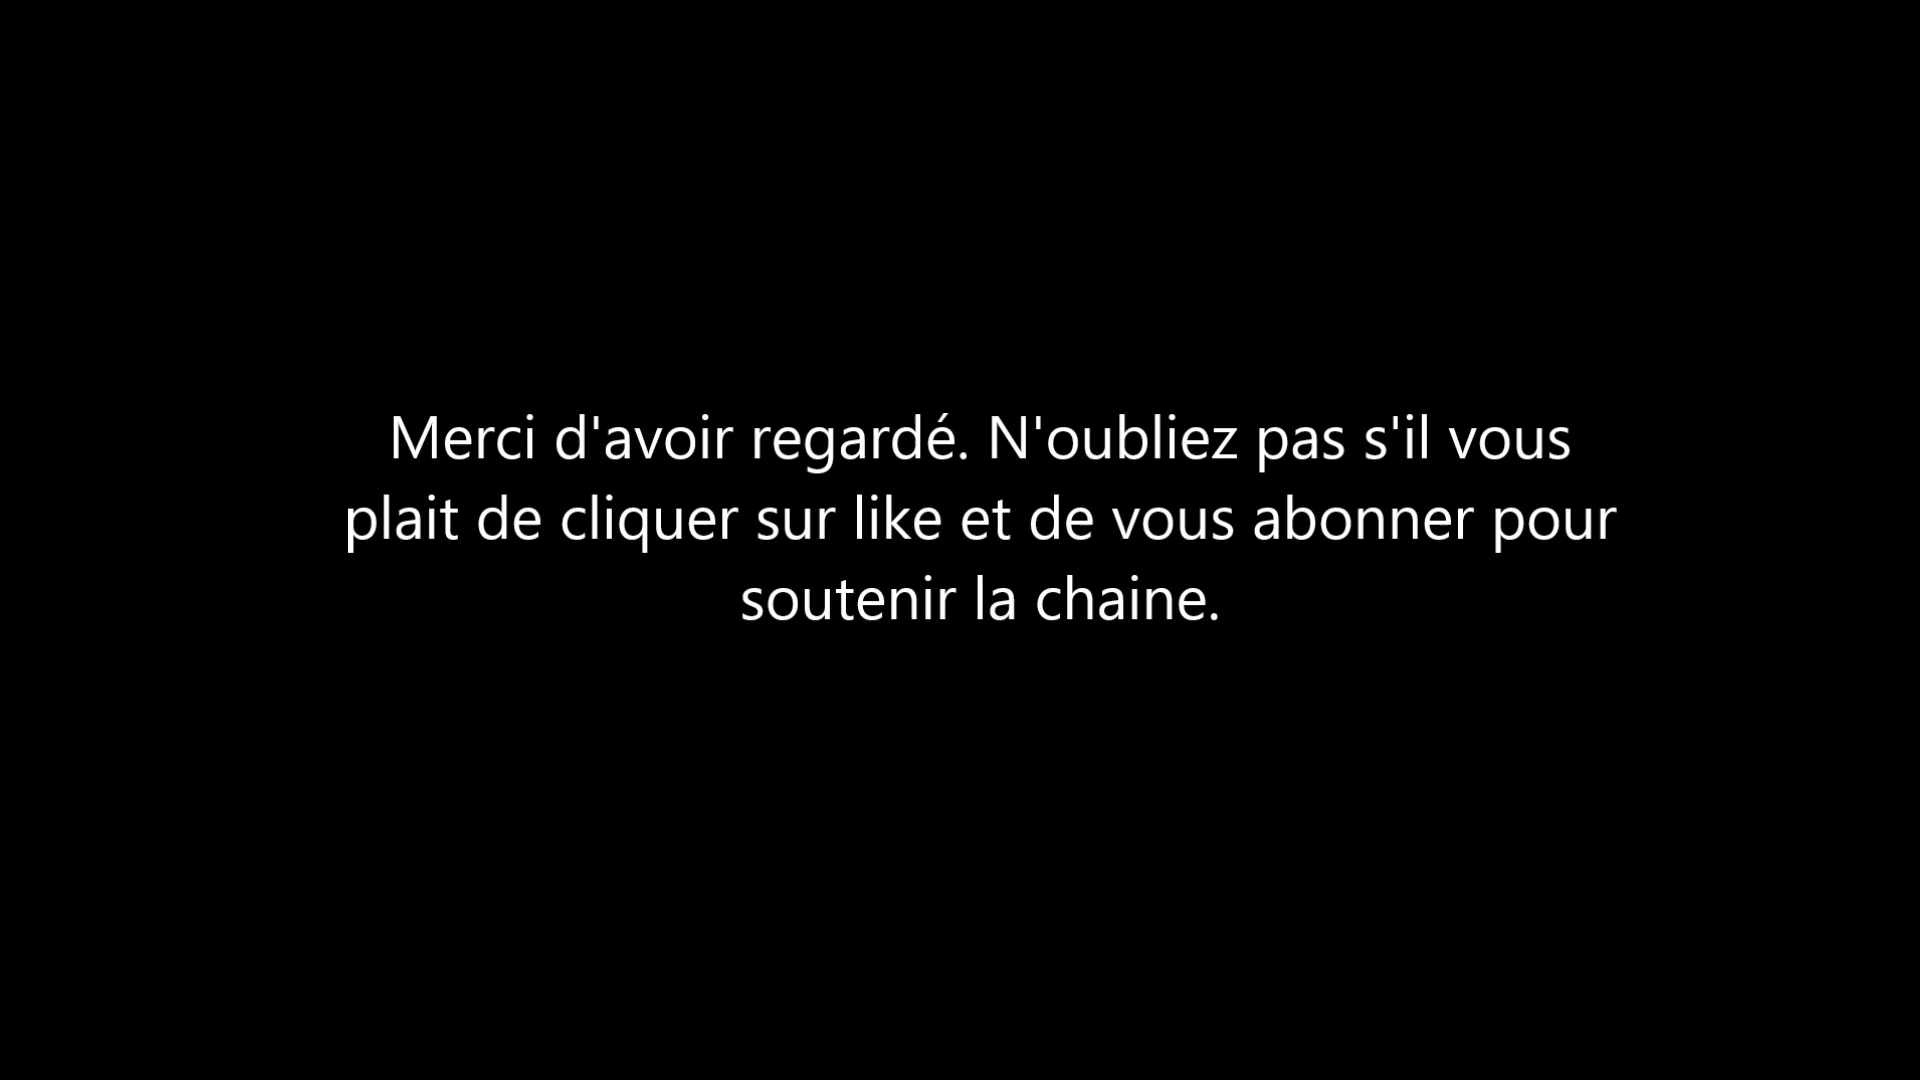 Merci d'avoir regardé. N'oubliez pas s'il vous
plait de cliquer sur like et de vous abonner pour
soutenir la chaine.